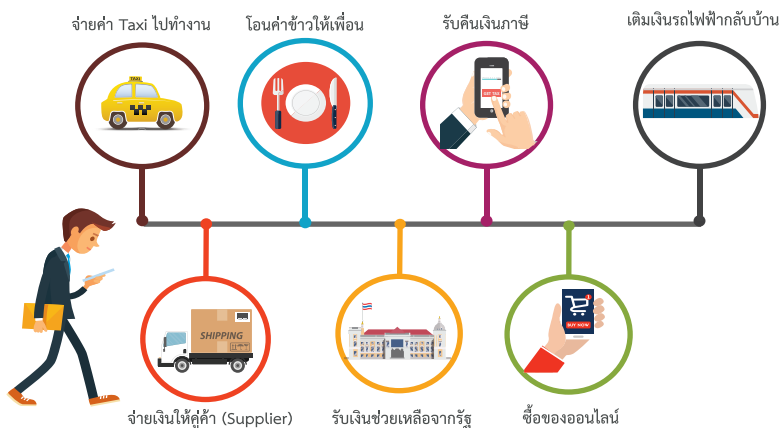 จ่ายค่า Taxi ไปทำงาน
โอนค่าข้าวให้เพื่อน
รับคืนเงินภาษี
เติมเงินรถไฟฟ้ากลับบ้าน
TAXI
GET TAX
SHIPPING
BUY NOW
จ่ายเงินให้คู่ค้า (Supplier)
รับเงินช่วยเหลือจากรัฐ
ซื้อของออนไลน์